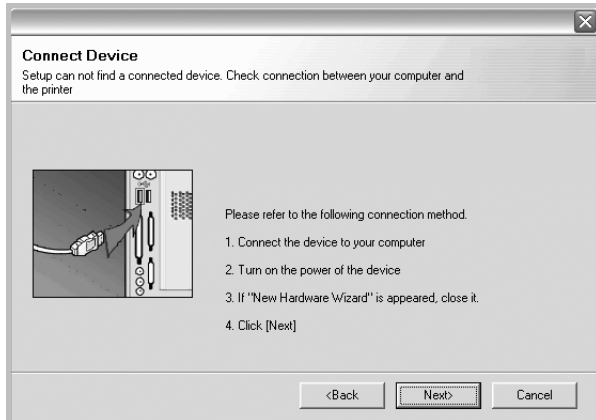 Connect Device
Setup can not find a connected device. Check connection between your computer and
the printer
Please refer to the following connection method.
1. Connect the device to your computer
2. Turn on the power of the device
3. If "New Hardware Wizard" is appeared, close it.
4. Click [Next]
<Back
Next>
Cancel